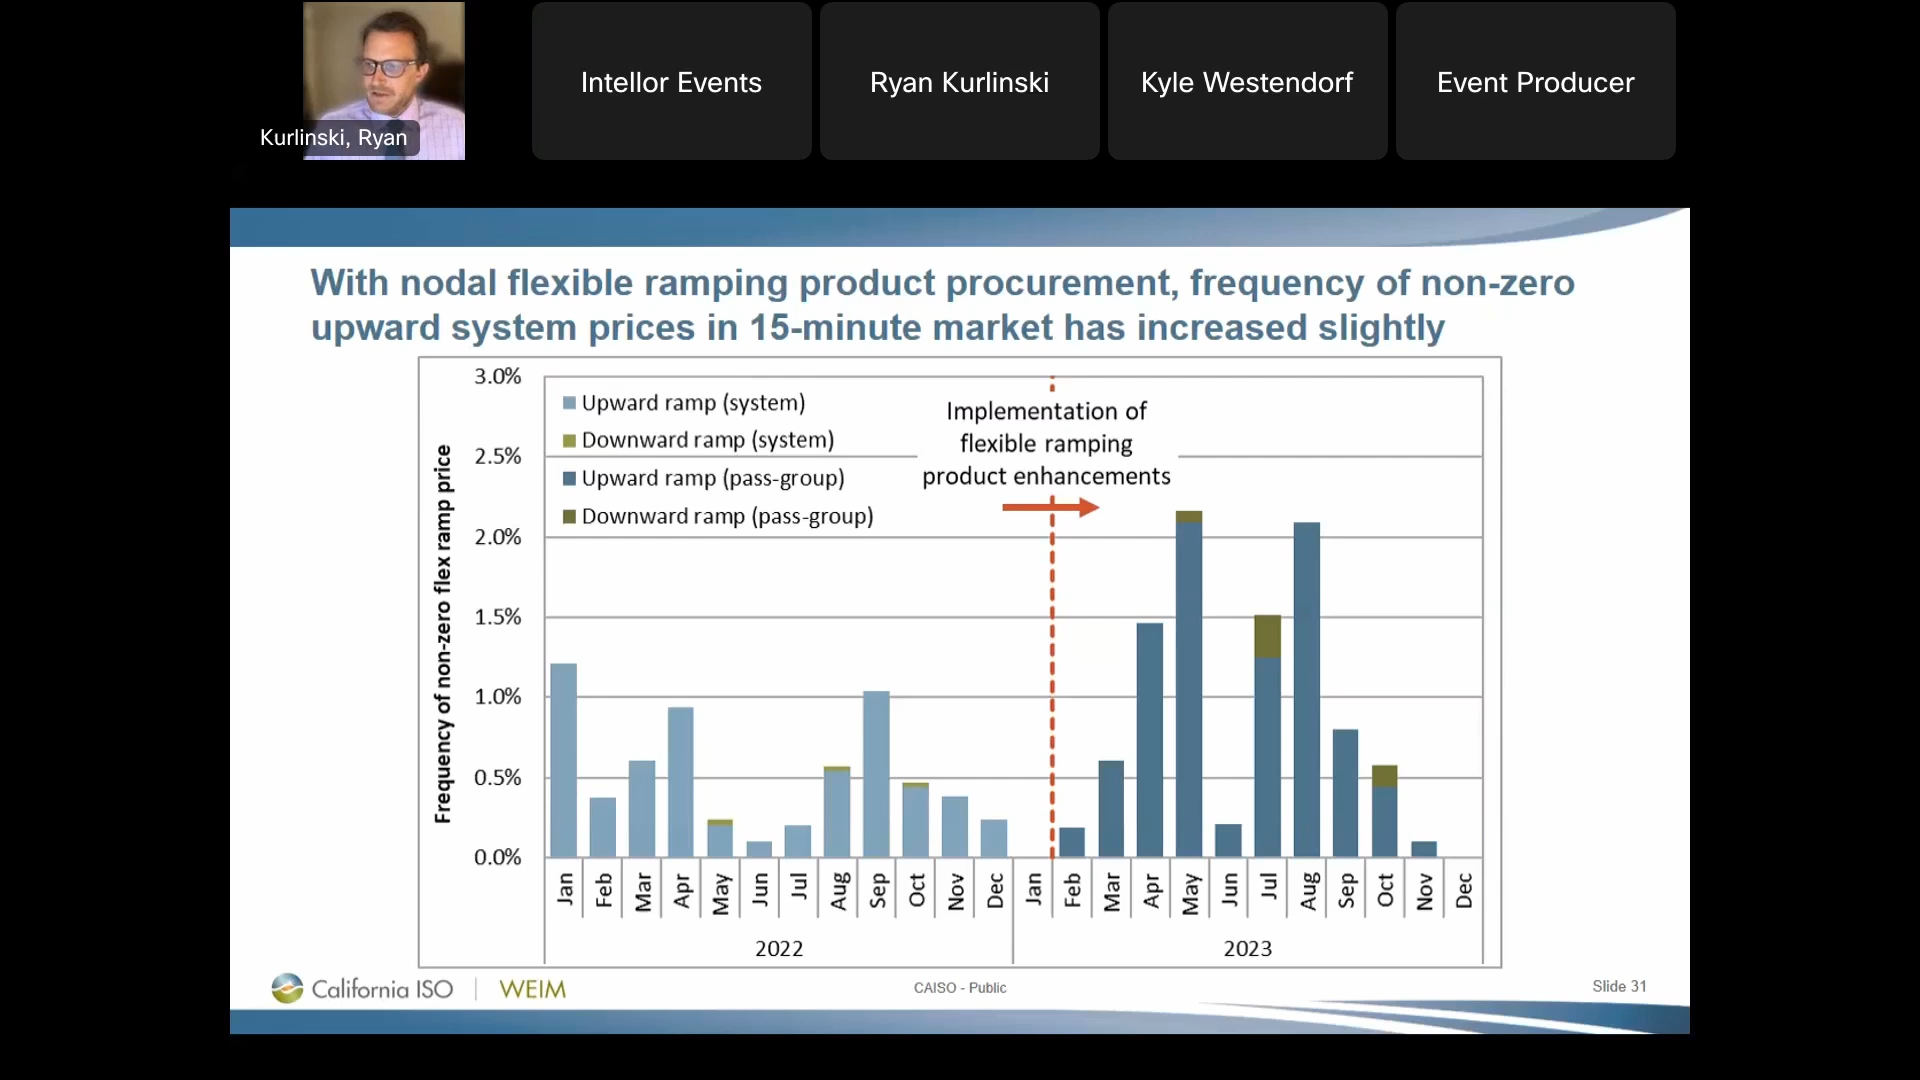 Kurlinski, Ryan
Intellor Events
Ryan Kurlinski
Kyle Westendorf
Event Producer
With nodal flexible ramping product procurement, frequency of non-zero
upward system prices in 15-minute market has increased slightly
Frequency of non-zero flex ramp price
3.0%
2.5%
2.0%
1.5%
1.0%
0.5%
0.0%
Upward ramp (system)
Downward ramp (system)
Upward ramp (pass-group)
Downward ramp (pass-group)
Implementation of
flexible ramping
product enhancements
Jan Feb Mar Apr May Jun Jul Aug Sep Oct Nov Dec Jan Feb Mar Apr May Jun Jul Aug Sep Oct Nov Dec
2022 2023
California ISO WEIM
CAISO - Public
Slide 31